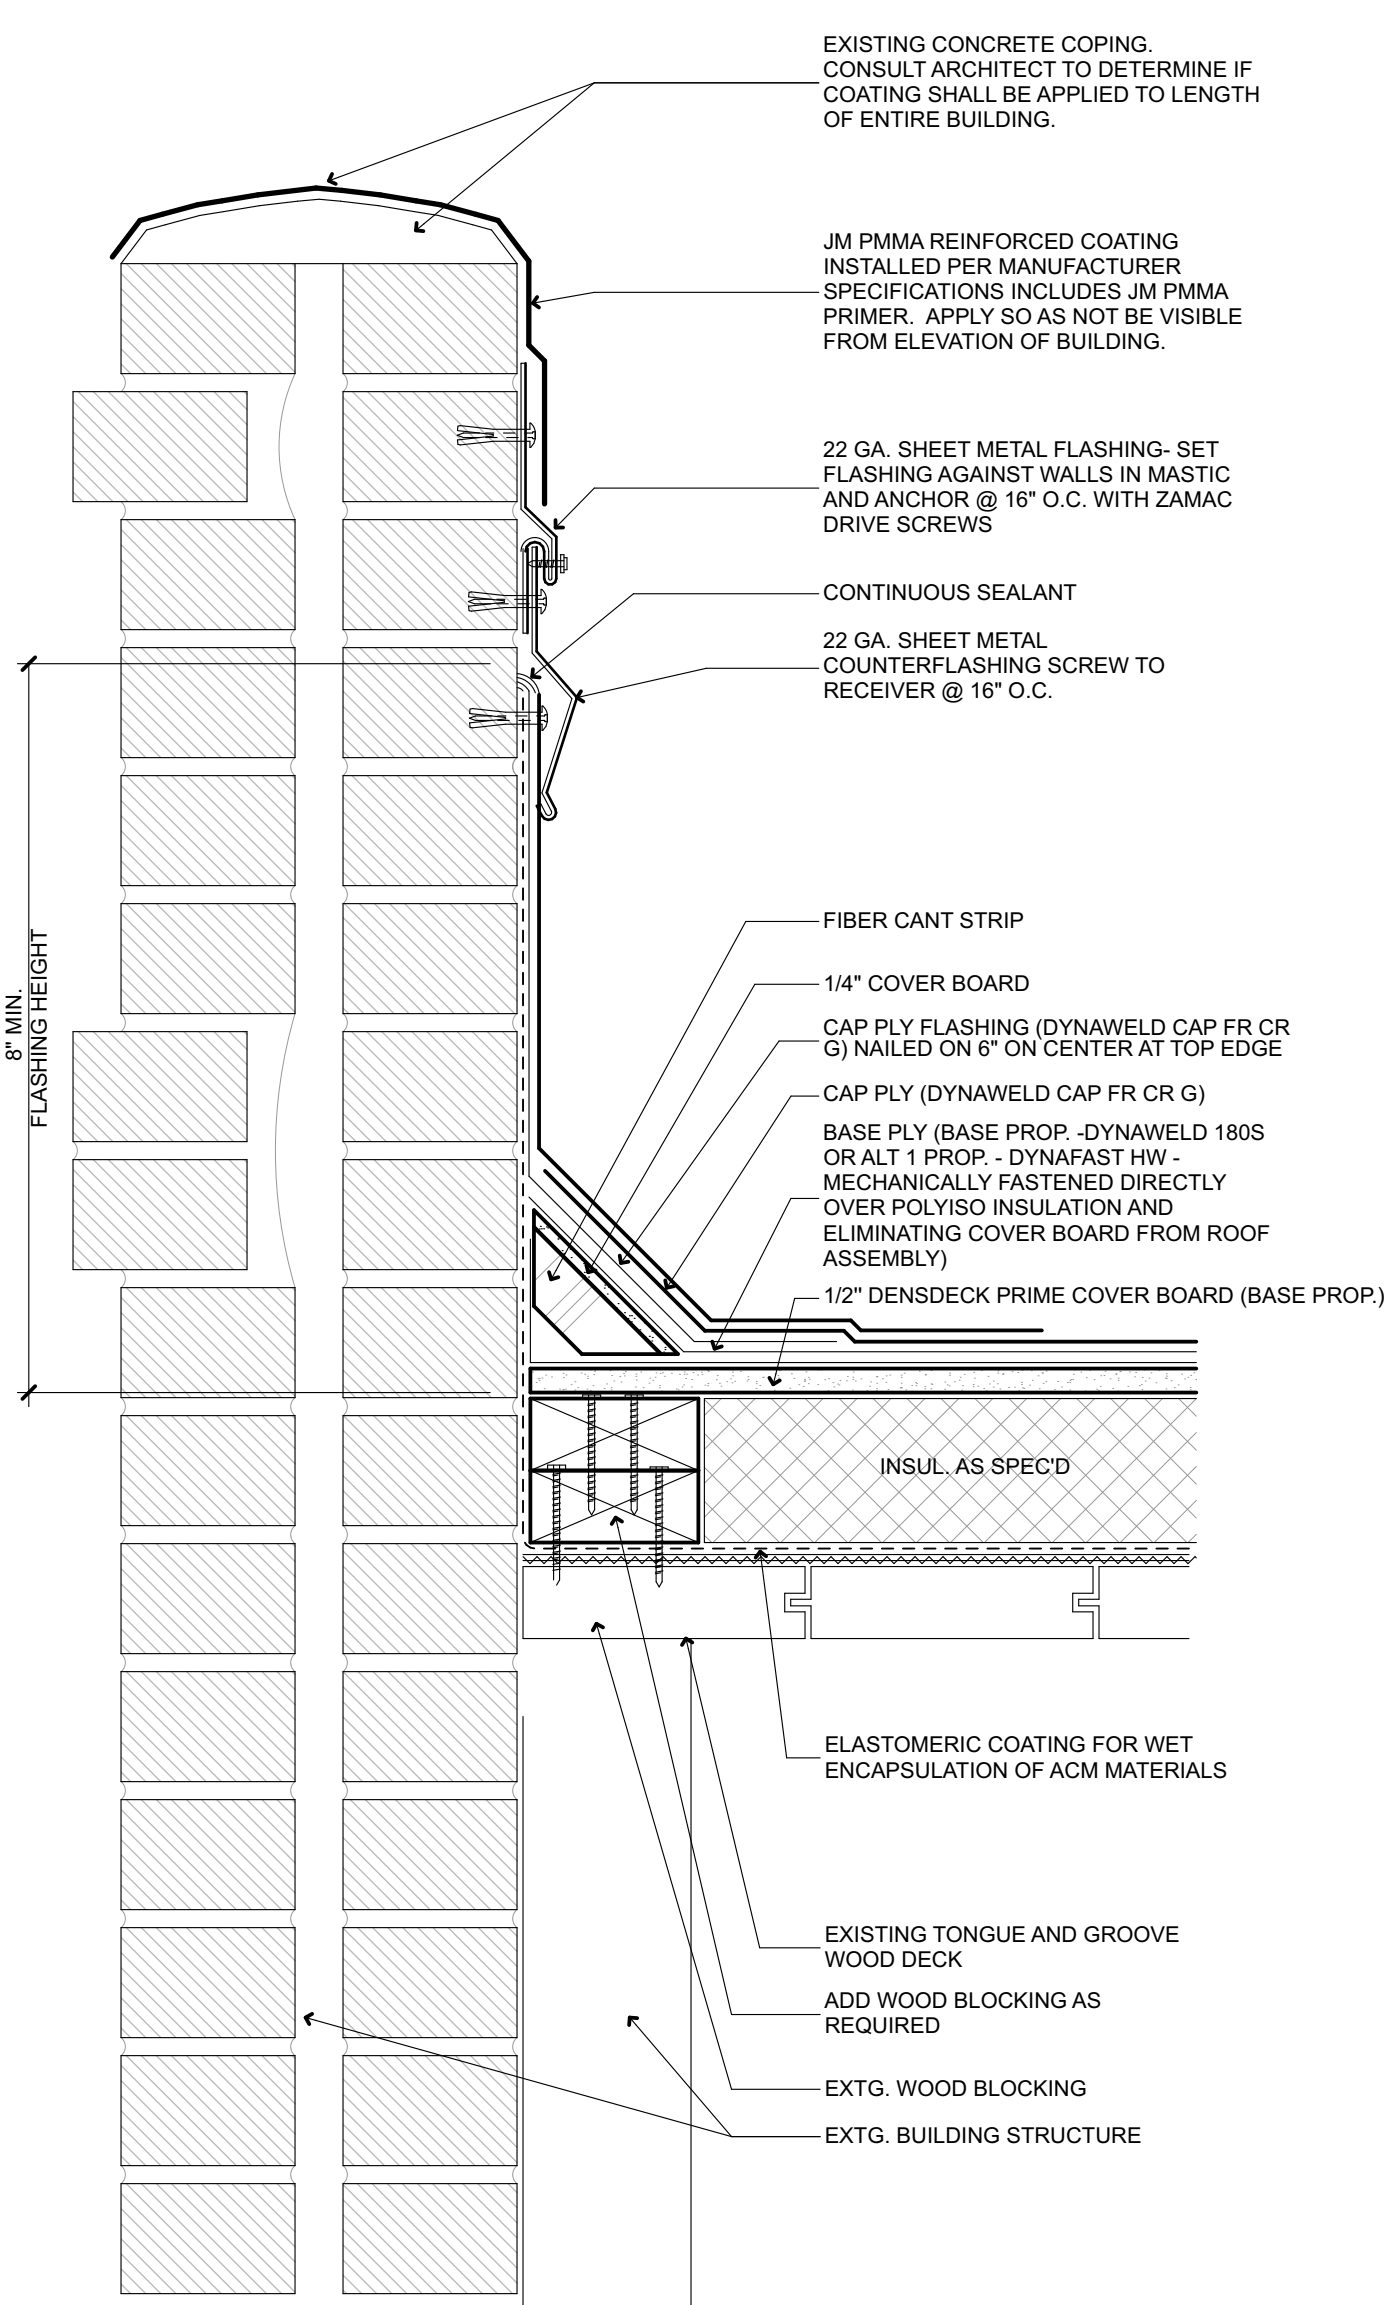 EXISTING CONCRETE COPING.
CONSULT ARCHITECT TO DETERMINE IF
COATING SHALL BE APPLIED TO LENGTH
OF ENTIRE BUILDING.
JM PMMA REINFORCED COATING
INSTALLED PER MANUFACTURER
SPECIFICATIONS INCLUDES JM PMMA
PRIMER. APPLY SO AS NOT BE VISIBLE
FROM ELEVATION OF BUILDING.
22 GA. SHEET METAL FLASHING- SET
FLASHING AGAINST WALLS IN MASTIC
AND ANCHOR @ 16" O.C. WITH ZAMAC
DRIVE SCREWS
CONTINUOUS SEALANT
22 GA. SHEET METAL
COUNTERFLASHING SCREW TO
RECEIVER @ 16" O.C.
8" MIN.
FLASHING HEIGHT
FIBER CANT STRIP
1/4" COVER BOARD
CAP PLY FLASHING (DYNAWELD CAP FR CR
G) NAILED ON 6" ON CENTER AT TOP EDGE
CAP PLY (DYNAWELD CAP FR CR G)
BASE PLY (BASE PROP. -DYNAWELD 180S
OR ALT 1 PROP. - DYNAFAST HW -
MECHANICALLY FASTENED DIRECTLY
OVER POLYISO INSULATION AND
ELIMINATING COVER BOARD FROM ROOF
ASSEMBLY)
1/2" DENSDECK PRIME COVER BOARD (BASE PROP.)
INSUL. AS SPEC'D
ELASTOMERIC COATING FOR WET
ENCAPSULATION OF ACM MATERIALS
EXISTING TONGUE AND GROOVE
WOOD DECK
ADD WOOD BLOCKING AS
REQUIRED
EXTG. WOOD BLOCKING
EXTG. BUILDING STRUCTURE